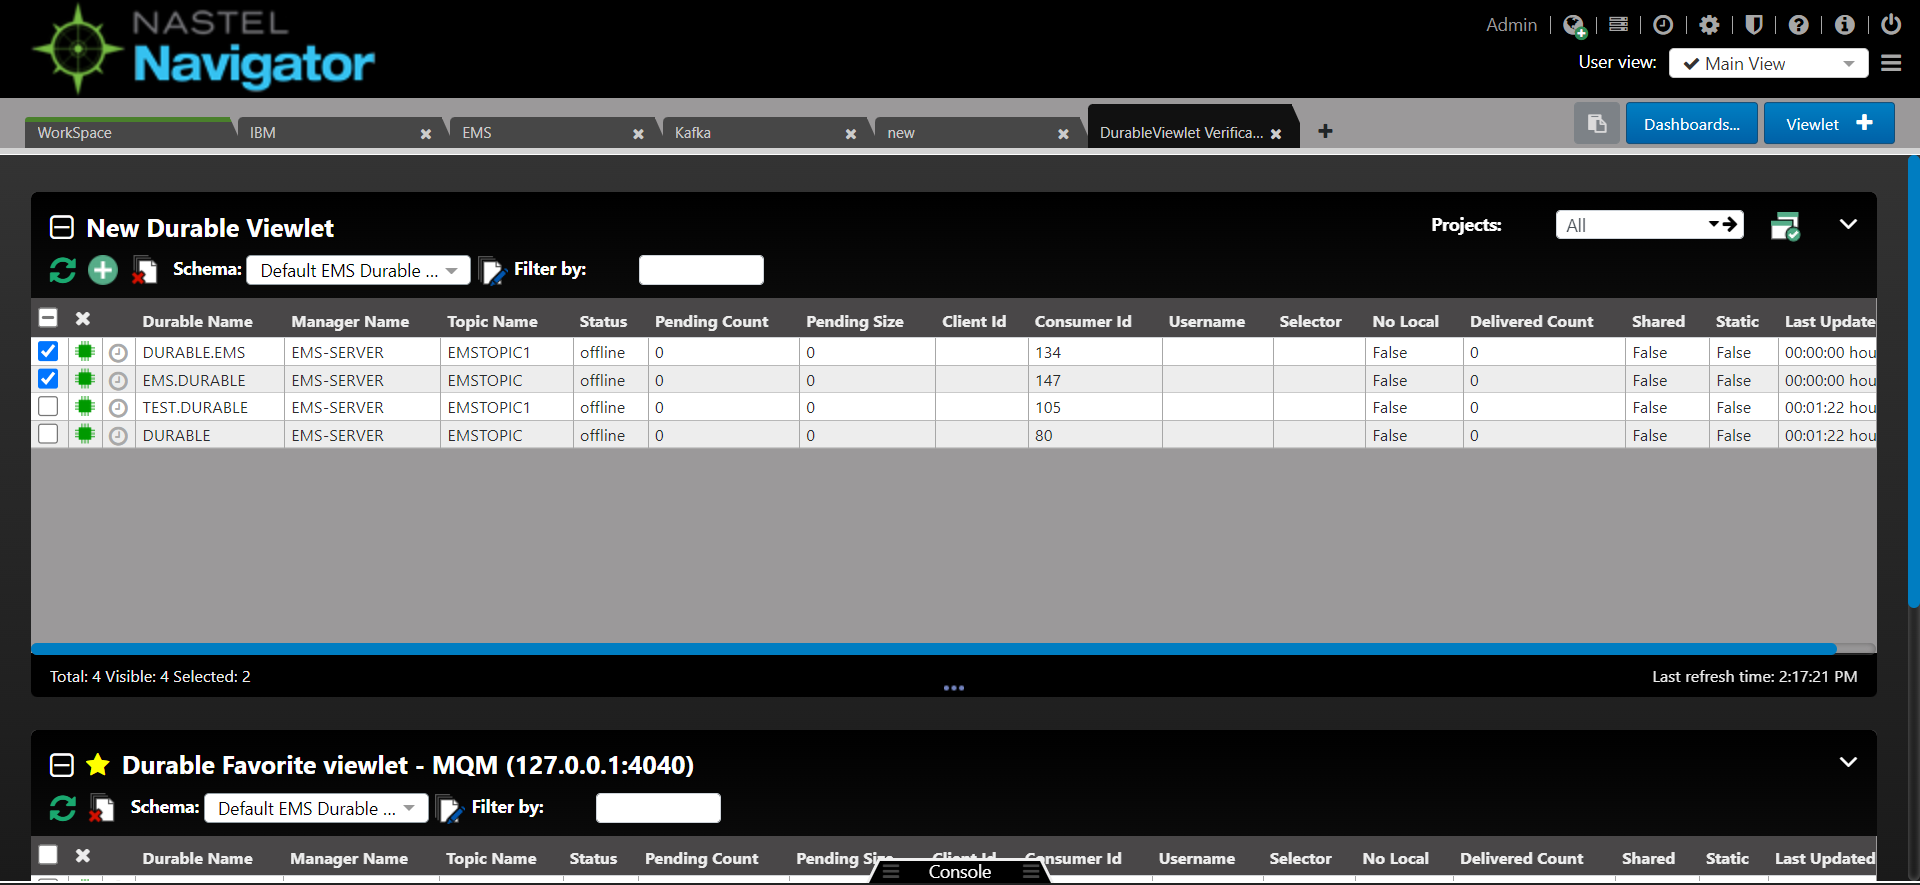 NASTEL
Navigator
Admin
User view: Main View
WorkSpace IBM EMS Kafka new DurableViewlet Verifica...
Dashboards... Viewlet
New Durable Viewlet
Projects: All
Schema: Default EMS Durable ... Filter by:
Durable Name Manager Name Topic Name Status Pending Count Pending Size Client Id Consumer Id Username Selector No Local Delivered Count Shared Static Last Update
DURABLE.EMS EMS-SERVER EMSTOPIC1 offline 0 0 134 False 0 False False 00:00:00 hou
EMS.DURABLE EMS-SERVER EMSTOPIC offline 0 0 147 False 0 False False 00:00:00 hou
TEST.DURABLE EMS-SERVER EMSTOPIC1 offline 0 0 105 False 0 False False 00:01:22 hou
DURABLE EMS-SERVER EMSTOPIC offline 0 0 80 False 0 False False 00:01:22 hou
Total: 4 Visible: 4 Selected: 2
Last refresh time: 2:17:21 PM
Durable Favorite viewlet - MQM (127.0.0.1:4040)
Schema: Default EMS Durable ... Filter by:
Durable Name Manager Name Topic Name Status Pending Count Pending Size Client Id Consumer Id Username Selector No Local Delivered Count Shared Static Last Updated
Console